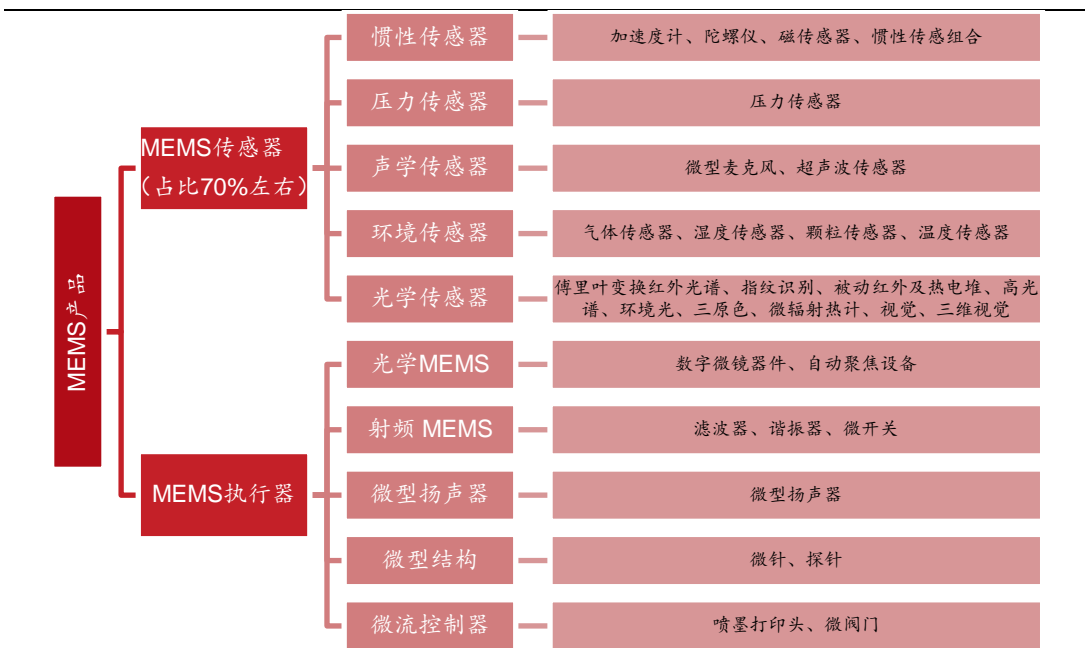 MEMS产品
MEMS传感器
（占比70%左右）
惯性传感器
加速度计、陀螺仪、磁传感器、惯性传感组合
压力传感器
压力传感器
声学传感器
微型麦克风、超声波传感器
环境传感器
气体传感器、湿度传感器、颗粒传感器、温度传感器
光学传感器
傅里叶变换红外光谱、指纹识别、被动红外及热电堆、高光
谱、环境光、三原色、微辐射热计、视觉、三维视觉
MEMS执行器
光学MEMS
数字微镜器件、自动聚焦设备
射频 MEMS
滤波器、谐振器、微开关
微型扬声器
微型扬声器
微型结构
微针、探针
微流控制器
喷墨打印头、微阀门